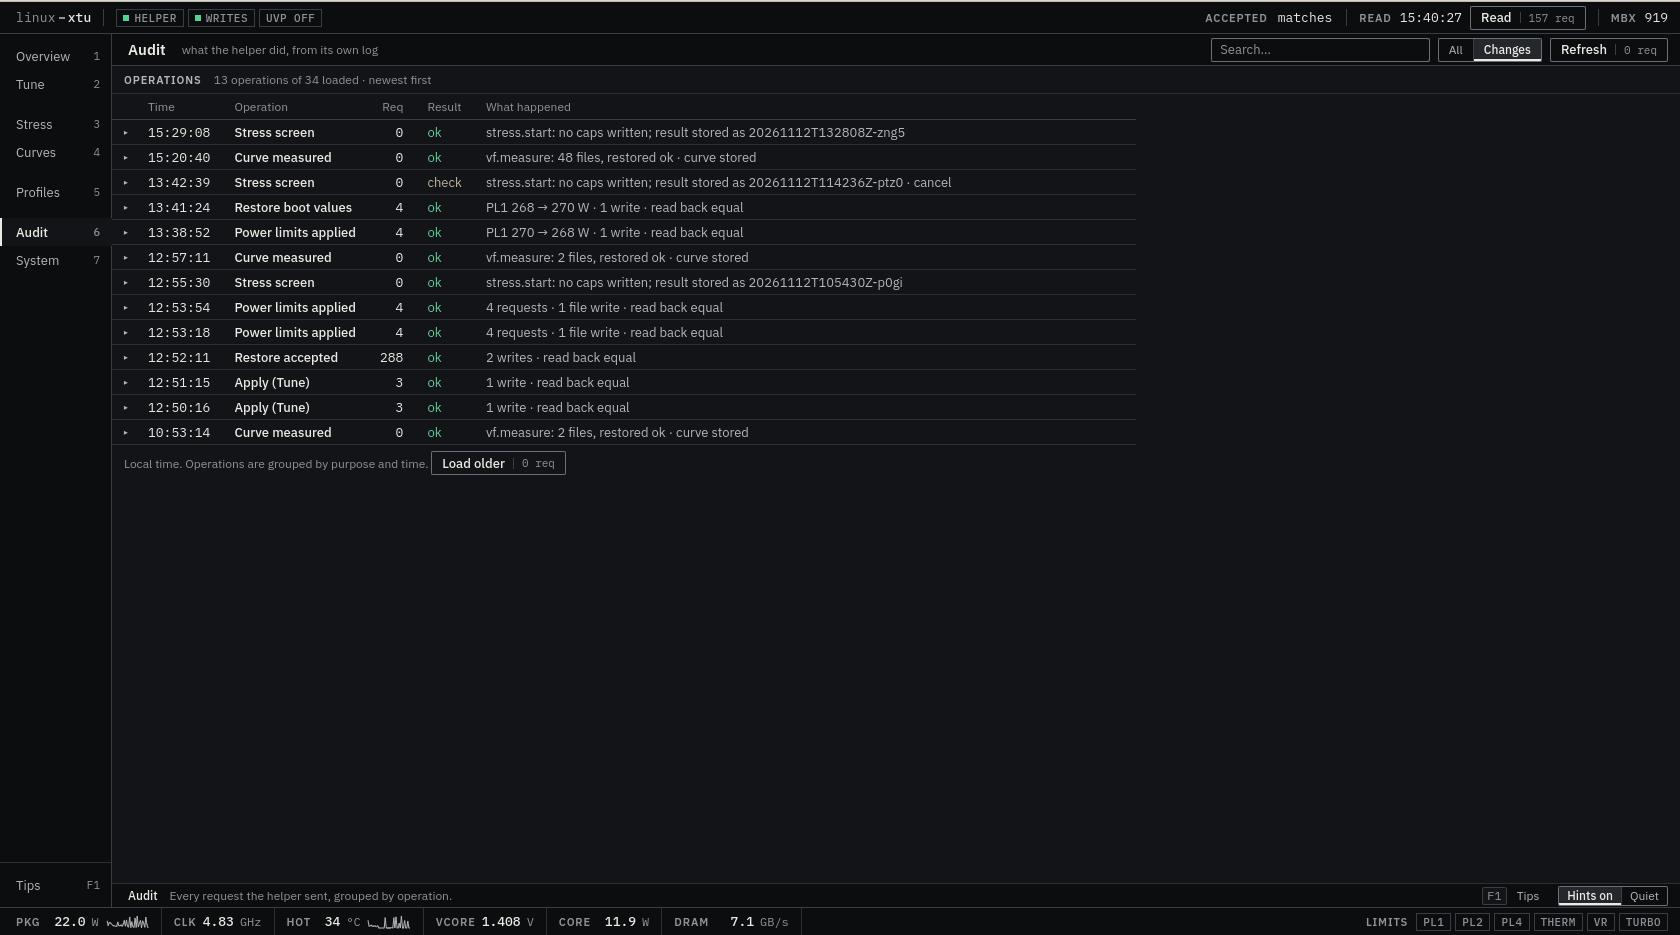 linux-xtu HELPER WRITES UVP OFF ACCEPTED matches READ 15:40:27 Read 157 req MBX 919
Overview 1
Tune 2
Stress 3
Curves 4
Profiles 5
Audit 6
System 7
Tips F1
Audit what the helper did, from its own log Search... All Changes Refresh 0 req
OPERATIONS 13 operations of 34 loaded · newest first
Time Operation Req Result What happened
▸ 15:29:08 Stress screen 0 ok stress.start: no caps written; result stored as 20261112T132808Z-zng5
▸ 15:20:40 Curve measured 0 ok vf.measure: 48 files, restored ok · curve stored
▸ 13:42:39 Stress screen 0 check stress.start: no caps written; result stored as 20261112T114236Z-ptz0 · cancel
▸ 13:41:24 Restore boot values 4 ok PL1 268 → 270 W · 1 write · read back equal
▸ 13:38:52 Power limits applied 4 ok PL1 270 → 268 W · 1 write · read back equal
▸ 12:57:11 Curve measured 0 ok vf.measure: 2 files, restored ok · curve stored
▸ 12:55:30 Stress screen 0 ok stress.start: no caps written; result stored as 20261112T105430Z-p0gi
▸ 12:53:54 Power limits applied 4 ok 4 requests · 1 file write · read back equal
▸ 12:53:18 Power limits applied 4 ok 4 requests · 1 file write · read back equal
▸ 12:52:11 Restore accepted 288 ok 2 writes · read back equal
▸ 12:51:15 Apply (Tune) 3 ok 1 write · read back equal
▸ 12:50:16 Apply (Tune) 3 ok 1 write · read back equal
▸ 10:53:14 Curve measured 0 ok vf.measure: 2 files, restored ok · curve stored
Local time. Operations are grouped by purpose and time. Load older 0 req
Audit Every request the helper sent, grouped by operation. F1 Tips Hints on Quiet
PKG 22.0 W CLK 4.83 GHz HOT 34 °C VCORE 1.408 V CORE 11.9 W DRAM 7.1 GB/s LIMITS PL1 PL2 PL4 THERM VR TURBO